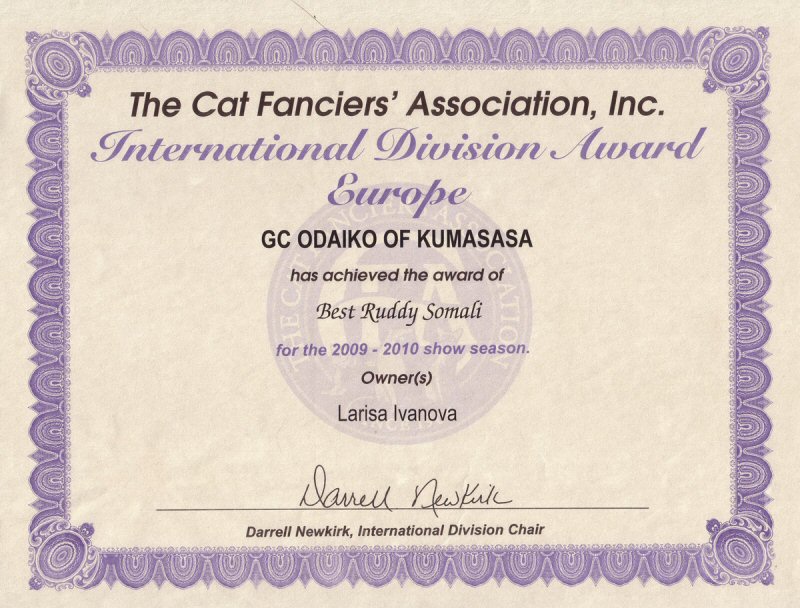 The Cat Fanciers' Association, Inc.
International Division Award
Europe
GC ODAIKO OF KUMASASA
has achieved the award of
Best Ruddy Somali
for the 2009 - 2010 show season.
Owner(s)
Larisa Ivanova
Darrell Newkirk
Darrell Newkirk, International Division Chair